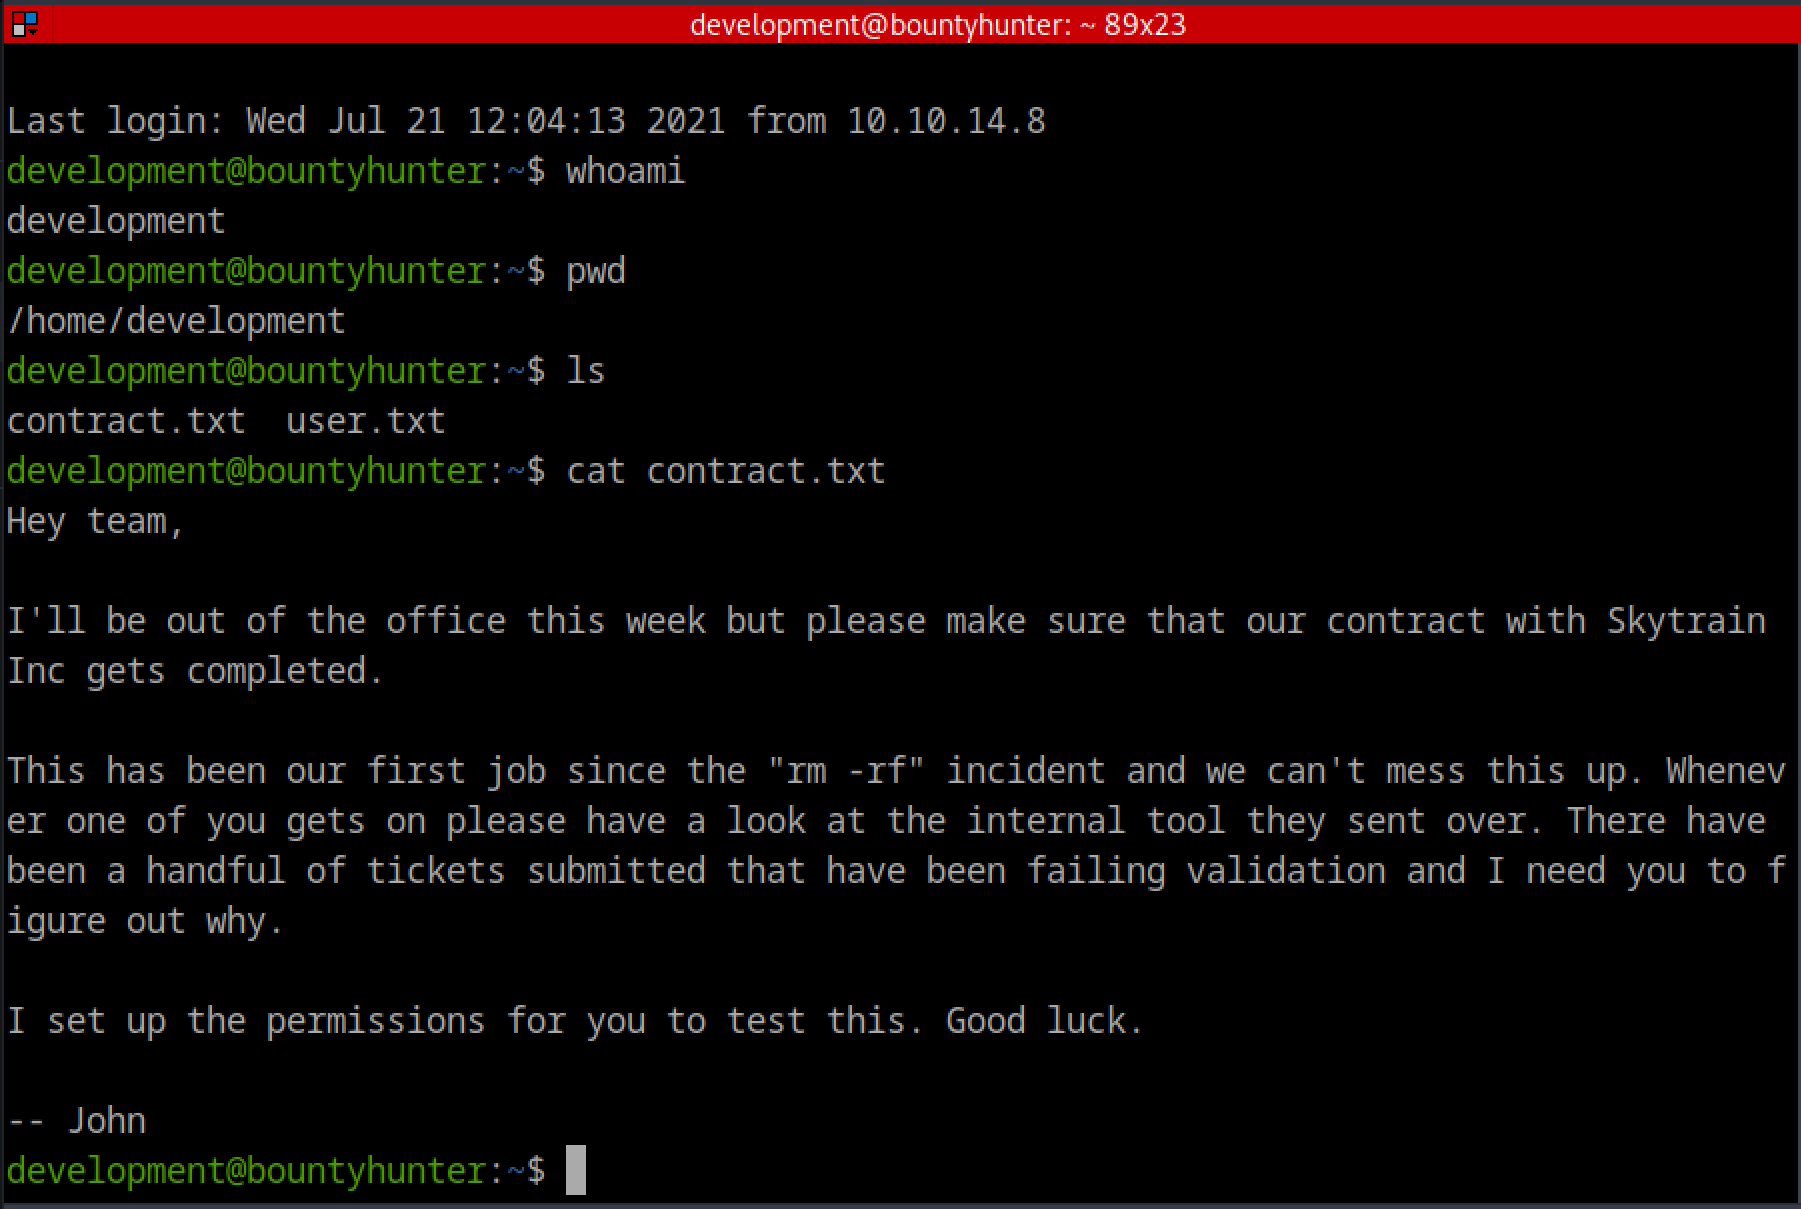 development@bountyhunter: ~ 89x23
Last login: Wed Jul 21 12:04:13 2021 from 10.10.14.8
development@bountyhunter:~$ whoami
development
development@bountyhunter:~$ pwd
/home/development
development@bountyhunter:~$ ls
contract.txt  user.txt
development@bountyhunter:~$ cat contract.txt
Hey team,
I'll be out of the office this week but please make sure that our contract with Skytrain
Inc gets completed.
This has been our first job since the "rm -rf" incident and we can't mess this up. Whenev
er one of you gets on please have a look at the internal tool they sent over. There have
been a handful of tickets submitted that have been failing validation and I need you to f
igure out why.
I set up the permissions for you to test this. Good luck.
-- John
development@bountyhunter:~$